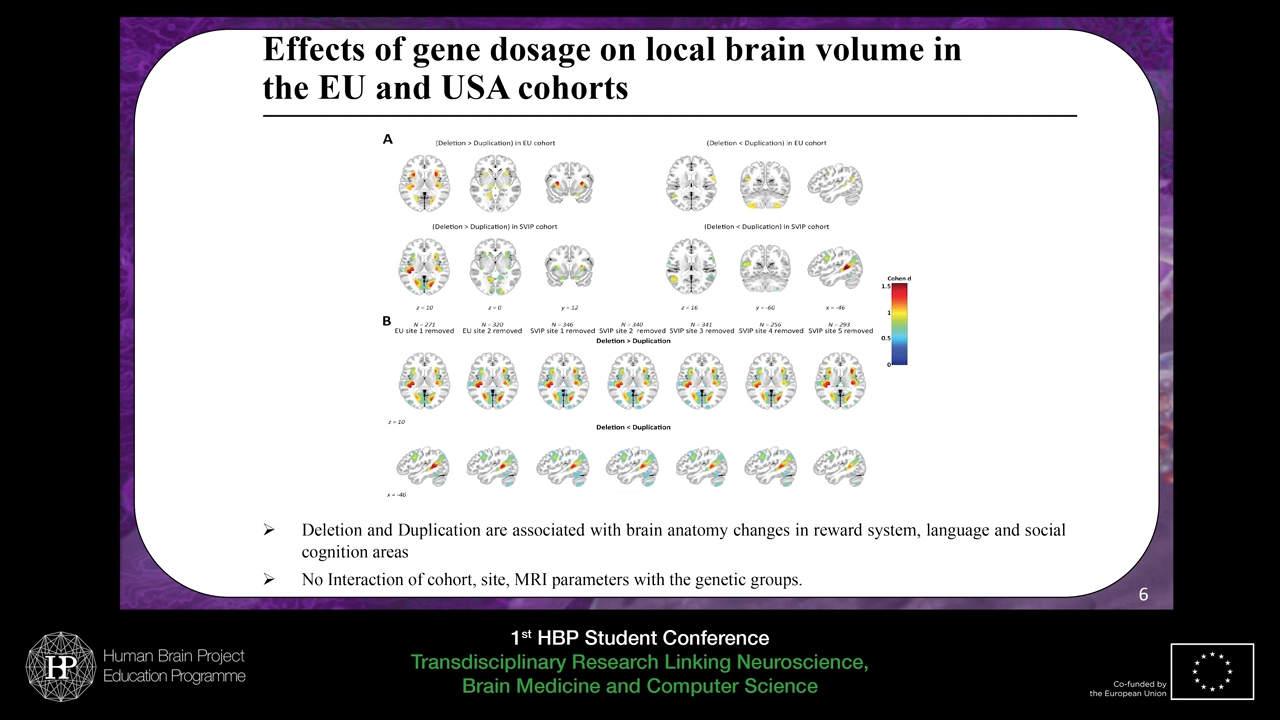 Effects of gene dosage on local brain volume in
the EU and USA cohorts
A
(Deletion > Duplication) in EU cohort
(Deletion < Duplication) in EU cohort
(Deletion > Duplication) in SVIP cohort
(Deletion < Duplication) in SVIP cohort
z = 10
z = 0
y = 12
z = 16
y = -60
x = -46
Cohen d
1.5
1
0.5
0
B
N = 271
N = 320
N = 346
N = 340
N = 341
N = 256
N = 293
EU site 1 removed
EU site 2 removed
SVIP site 1 removed
SVIP site 2 removed
SVIP site 3 removed
SVIP site 4 removed
SVIP site 5 removed
Deletion > Duplication
z = 10
Deletion < Duplication
x = -46
➢ Deletion and Duplication are associated with brain anatomy changes in reward system, language and social
cognition areas
➢ No Interaction of cohort, site, MRI parameters with the genetic groups.
6
HP
Human Brain Project
Education Programme
1st HBP Student Conference
Transdisciplinary Research Linking Neuroscience,
Brain Medicine and Computer Science
Co-funded by
the European Union